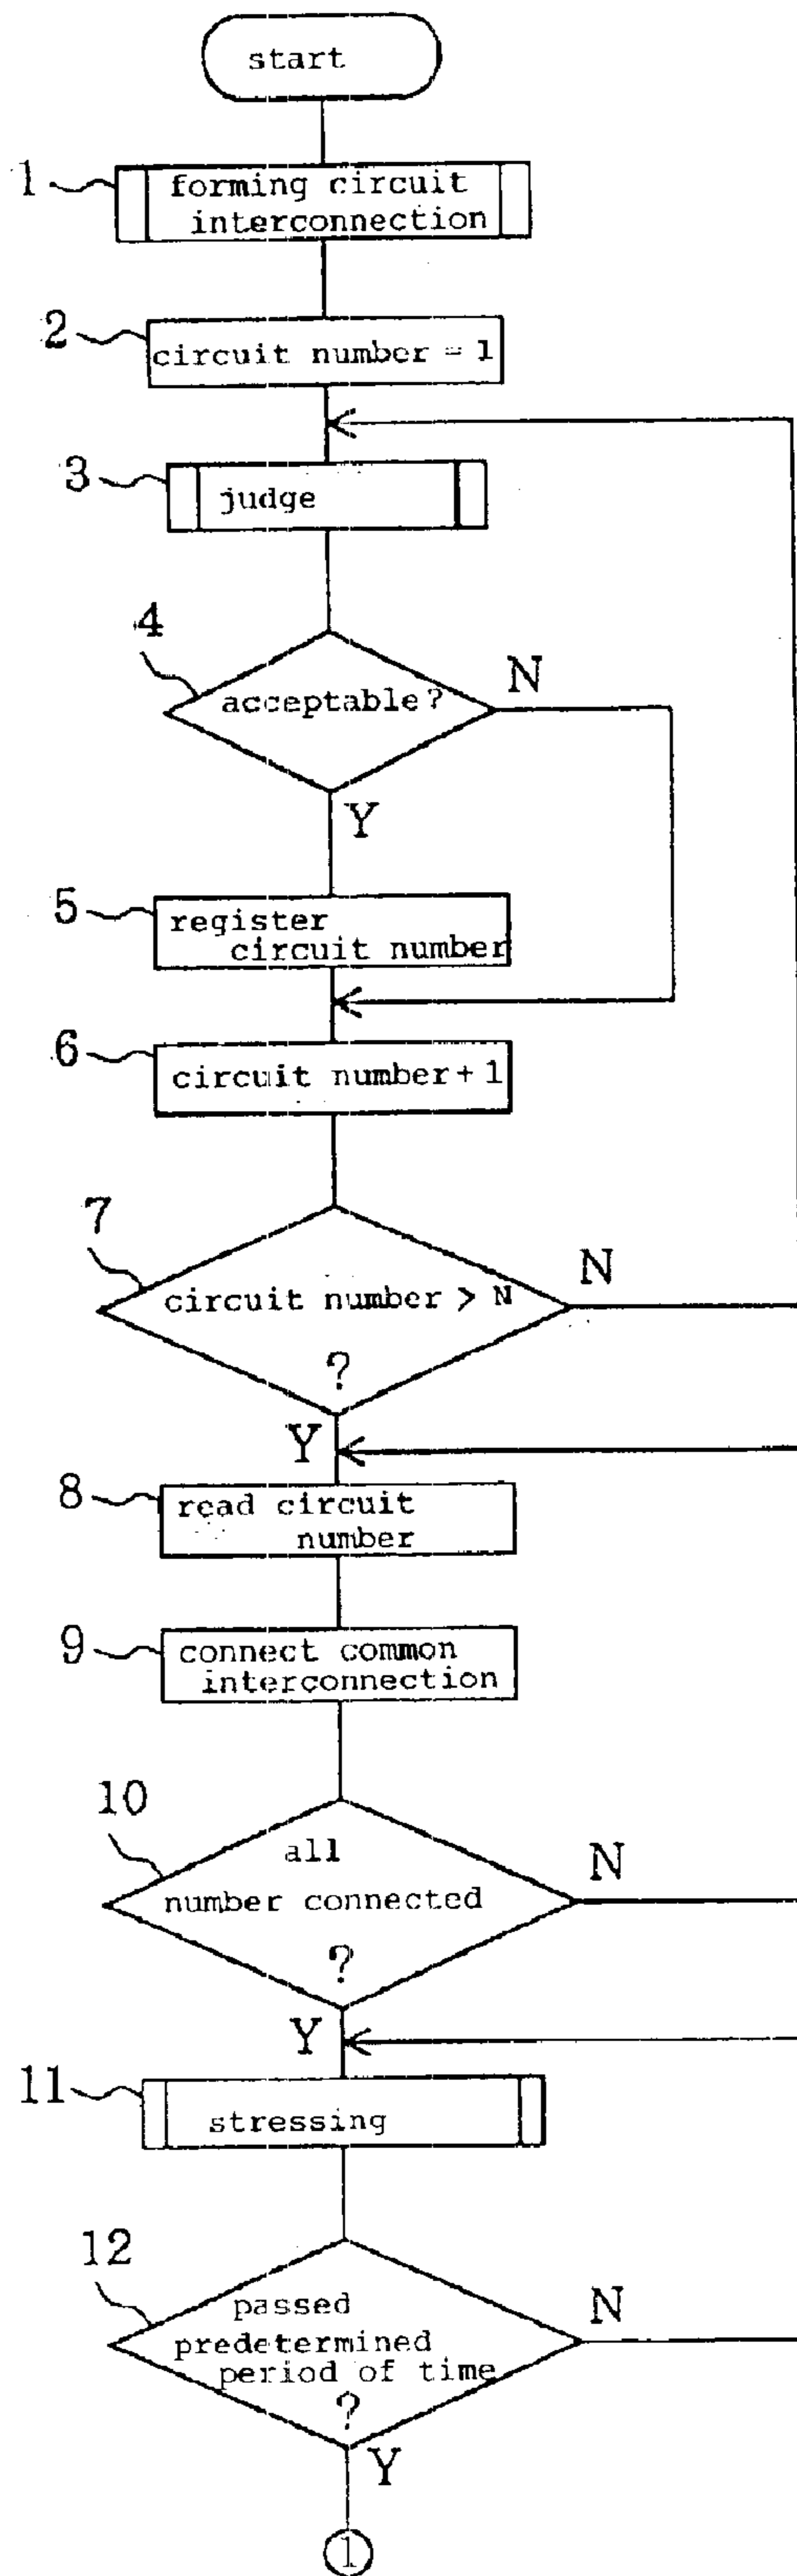 start
1
forming circuit
interconnection
2
circuit number = 1
3
judge
4
acceptable?
N
Y
5
register
circuit number
6
circuit number + 1
7
circuit number > N
?
N
Y
8
read circuit
number
9
connect common
interconnection
10
all
number connected
?
N
Y
11
stressing
12
passed
predetermined
period of time
?
N
Y
1